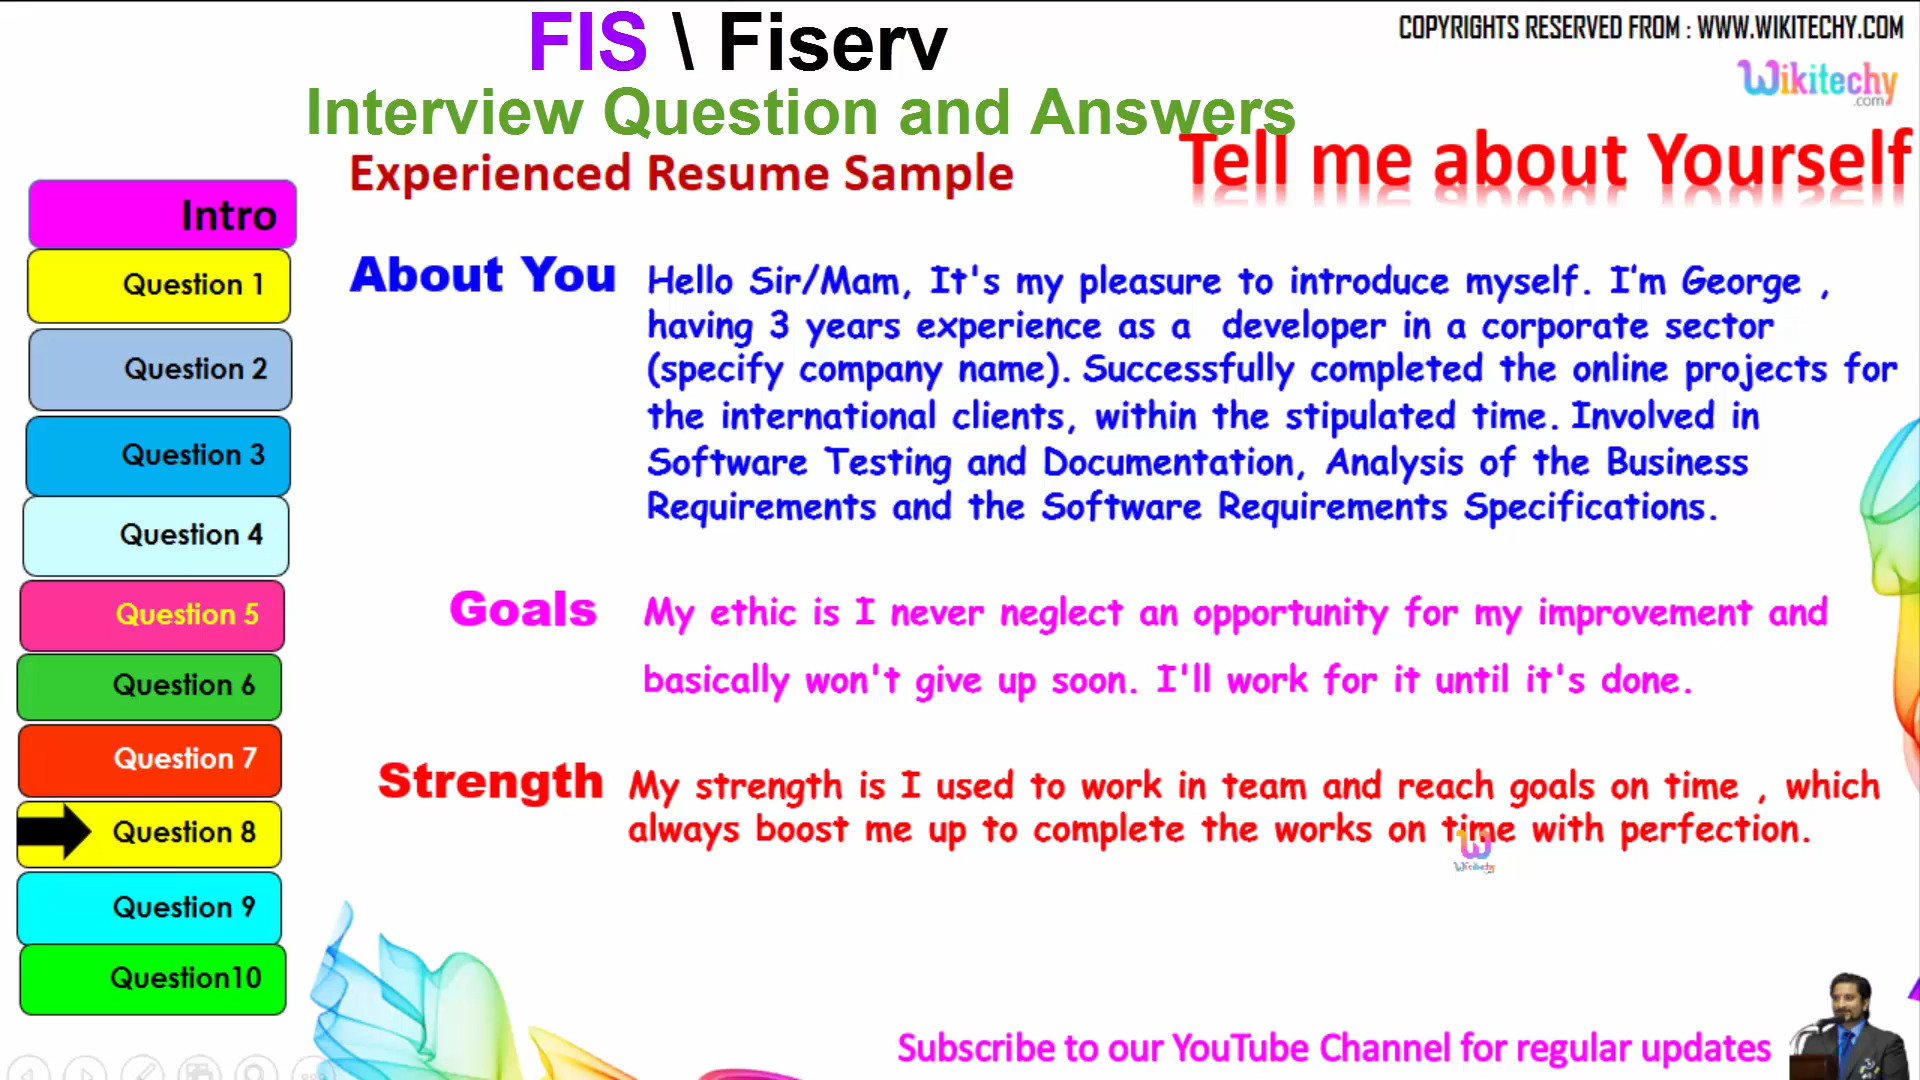 FIS \ Fiserv
COPYRIGHTS RESERVED FROM : WWW.WIKITECHY.COM
Wikitechy
.com
Interview Question and Answers
Experienced Resume Sample
Tell me about Yourself
Intro
Question 1
Question 2
Question 3
Question 4
Question 5
Question 6
Question 7
Question 8
Question 9
Question10
About You
Hello Sir/Mam, It's my pleasure to introduce myself. I'm George ,
having 3 years experience as a developer in a corporate sector
(specify company name). Successfully completed the online projects for
the international clients, within the stipulated time. Involved in
Software Testing and Documentation, Analysis of the Business
Requirements and the Software Requirements Specifications.
Goals
My ethic is I never neglect an opportunity for my improvement and
basically won't give up soon. I'll work for it until it's done.
Strength
My strength is I used to work in team and reach goals on time , which
always boost me up to complete the works on time with perfection.
Wikitechy
Subscribe to our YouTube Channel for regular updates